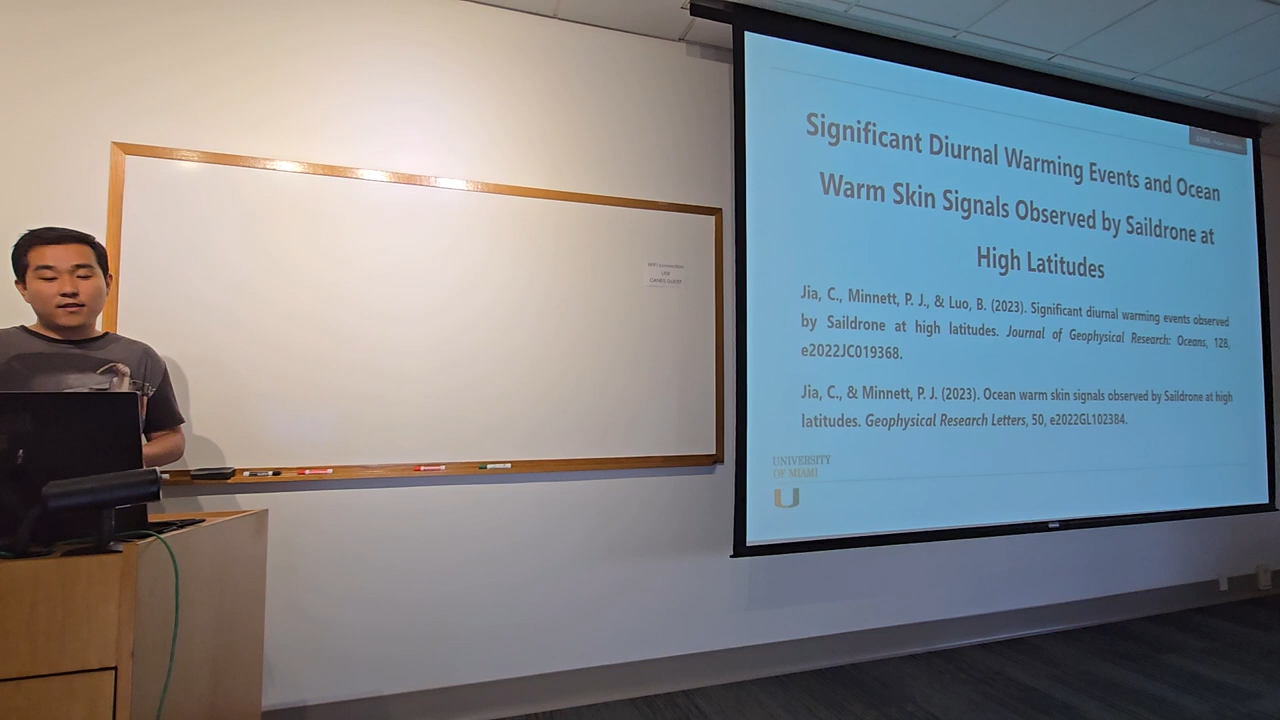 Significant Diurnal Warming Events and Ocean
Warm Skin Signals Observed by Saildrone at
High Latitudes
Jia, C., Minnett, P. J., & Luo, B. (2023). Significant diurnal warming events observed
by Saildrone at high latitudes. Journal of Geophysical Research: Oceans, 128,
e2022JC019368.
Jia, C., & Minnett, P. J. (2023). Ocean warm skin signals observed by Saildrone at high
latitudes. Geophysical Research Letters, 50, e2022GL102384.
UNIVERSITY
OF MIAMI
U